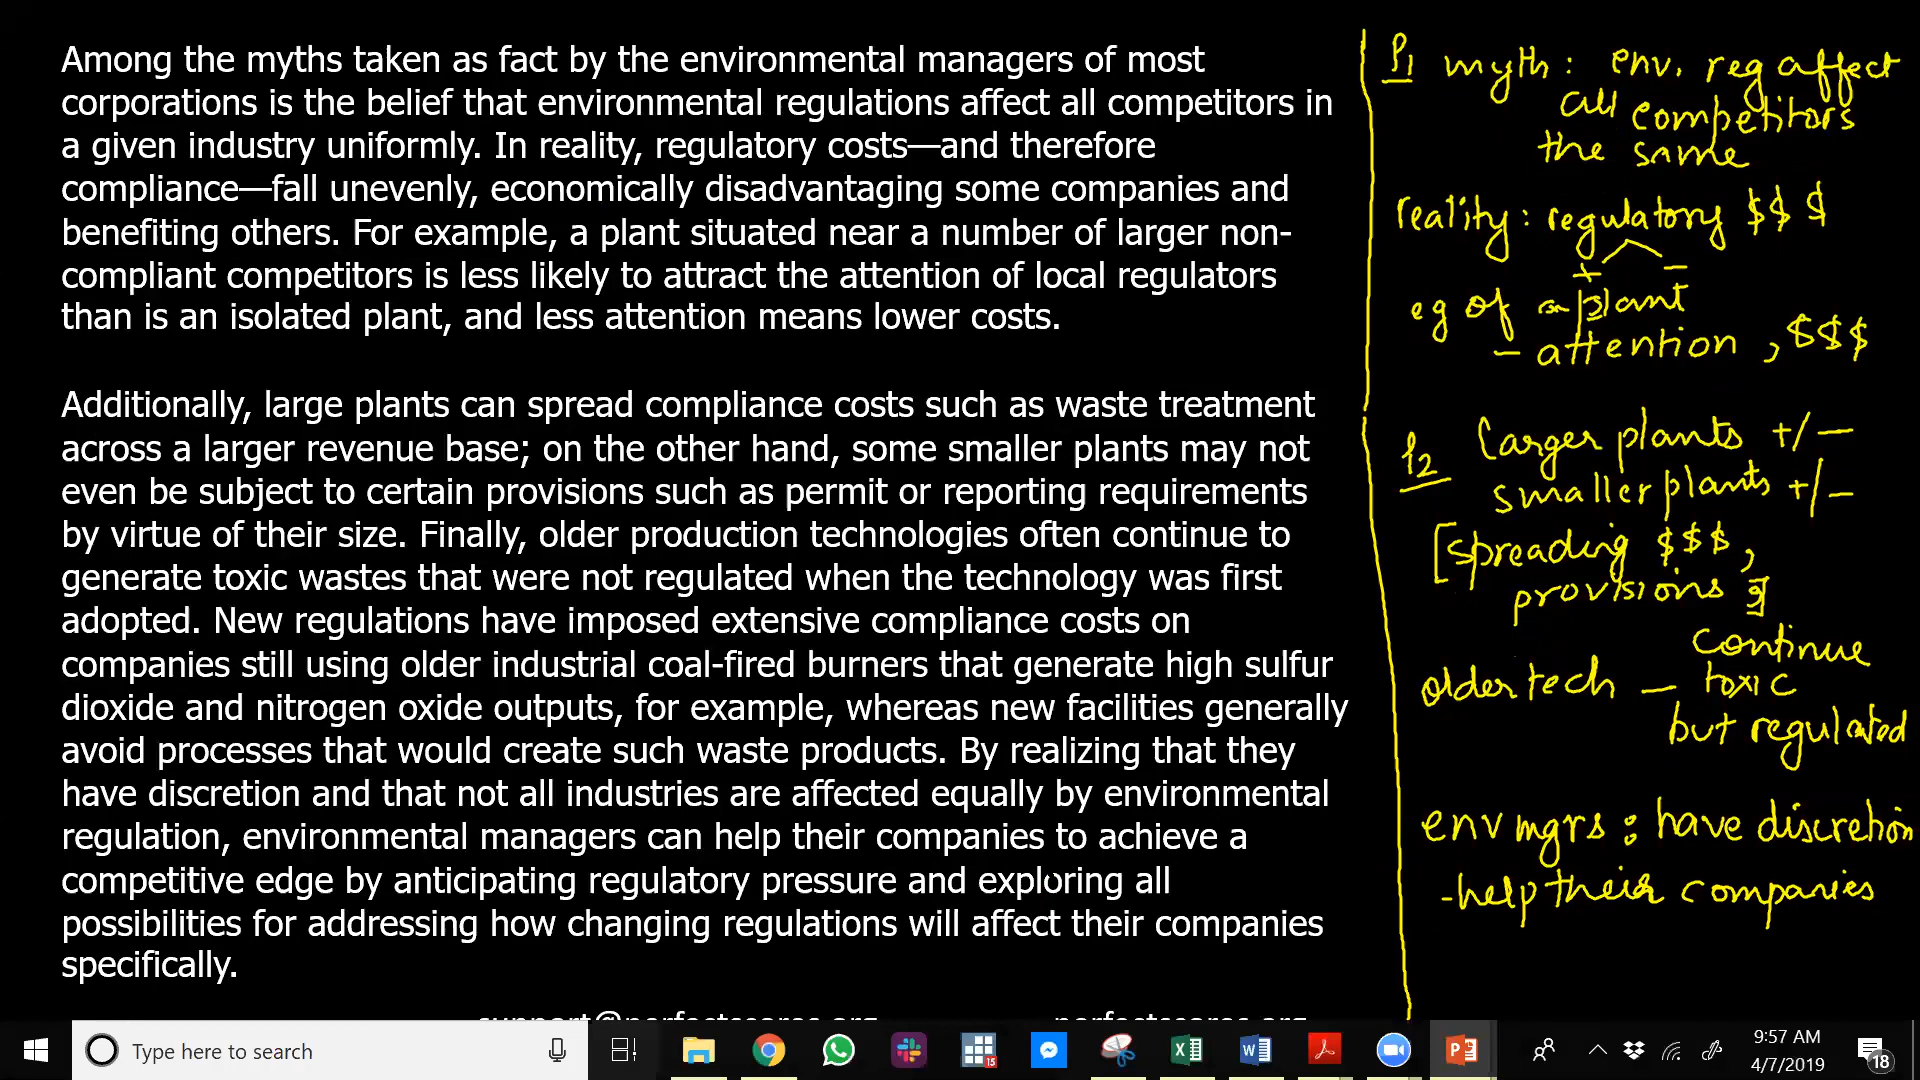 Among the myths taken as fact by the environmental managers of most
corporations is the belief that environmental regulations affect all competitors in
a given industry uniformly. In reality, regulatory costs—and therefore
compliance—fall unevenly, economically disadvantaging some companies and
benefiting others. For example, a plant situated near a number of larger non-
compliant competitors is less likely to attract the attention of local regulators
than is an isolated plant, and less attention means lower costs.
Additionally, large plants can spread compliance costs such as waste treatment
across a larger revenue base; on the other hand, some smaller plants may not
even be subject to certain provisions such as permit or reporting requirements
by virtue of their size. Finally, older production technologies often continue to
generate toxic wastes that were not regulated when the technology was first
adopted. New regulations have imposed extensive compliance costs on
companies still using older industrial coal-fired burners that generate high sulfur
dioxide and nitrogen oxide outputs, for example, whereas new facilities generally
avoid processes that would create such waste products. By realizing that they
have discretion and that not all industries are affected equally by environmental
regulation, environmental managers can help their companies to achieve a
competitive edge by anticipating regulatory pressure and exploring all
possibilities for addressing how changing regulations will affect their companies
specifically.
P1 myth: env. reg affect
all competitors
the same
reality: regulatory $$$
+ −
eg of a plant
− attention, $$$
P2 Larger plants +/−
smaller plants +/−
[spreading $$$,
provisions]
older tech — continue
toxic
but regulated
env mgrs: have discretion
-help their companies
support@perfectscores.org
perfectscores.org
Type here to search
15
9:57 AM
4/7/2019
18